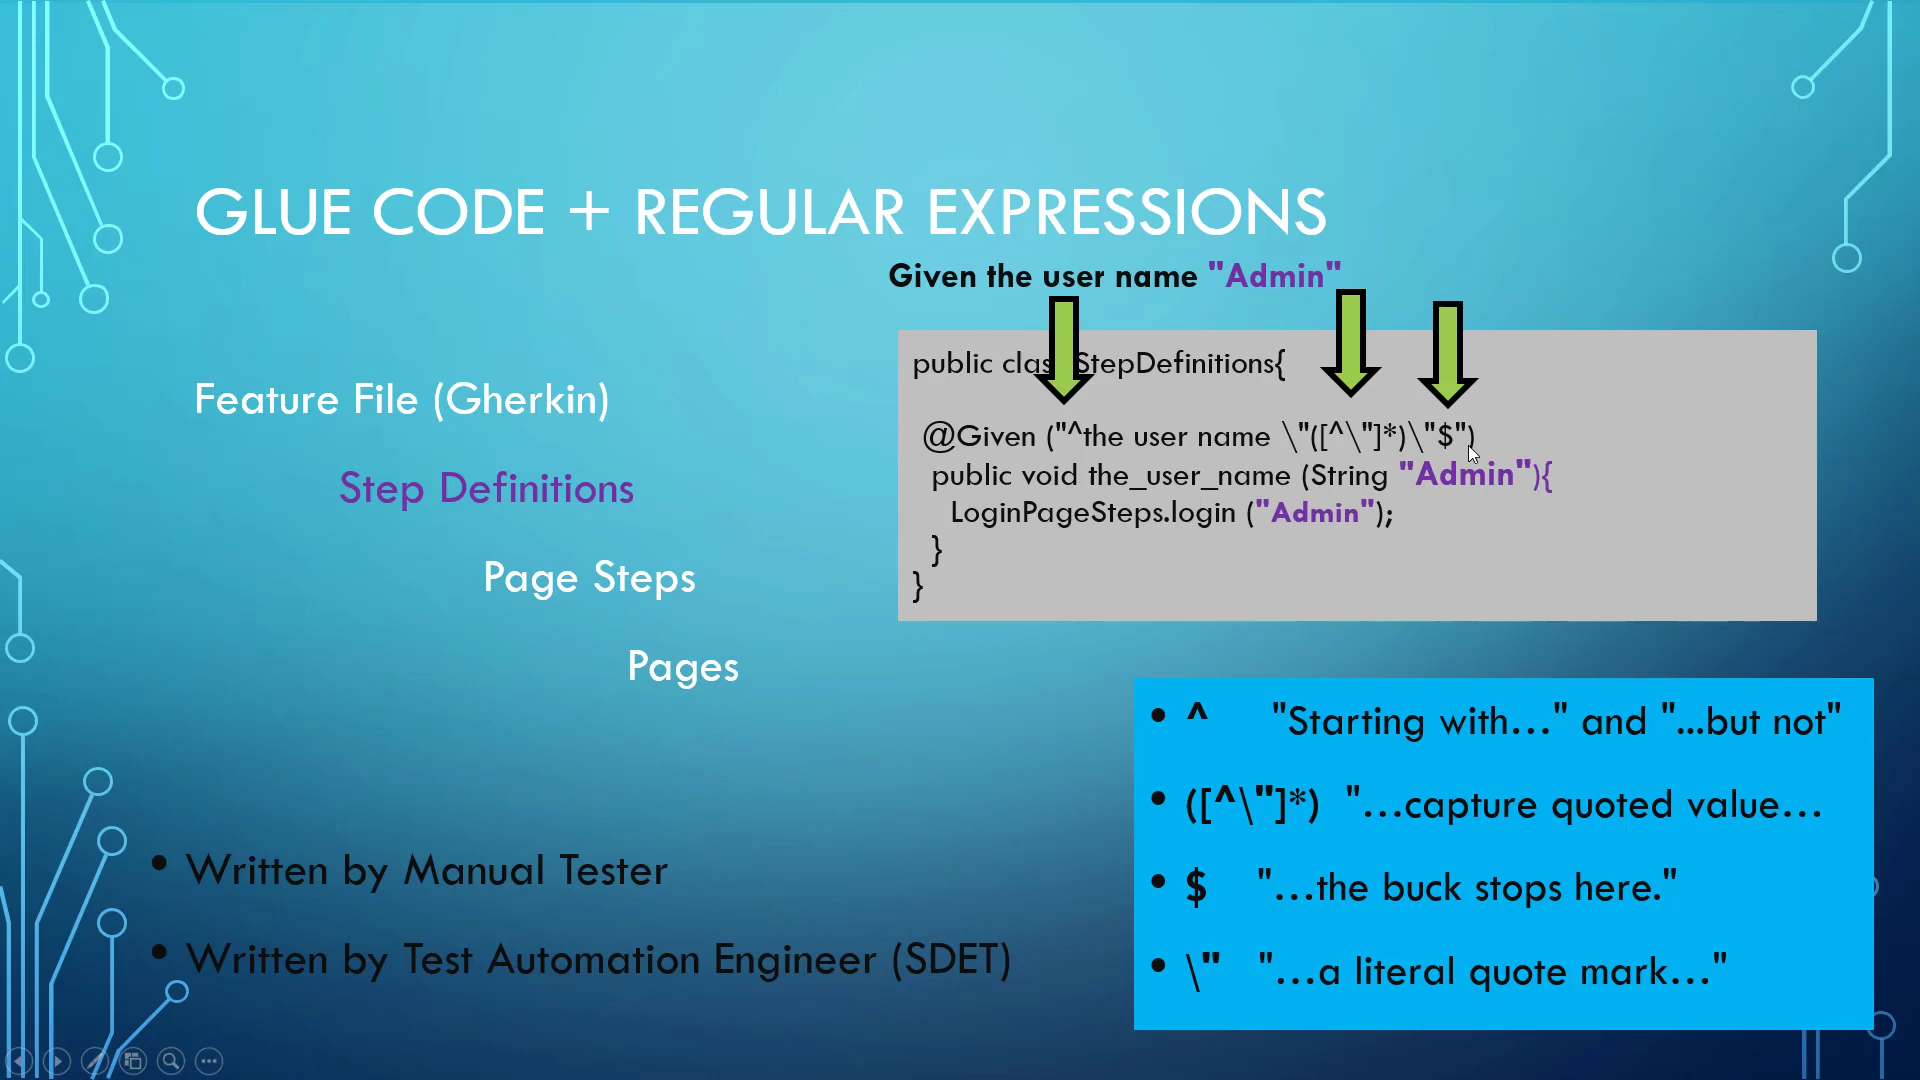 GLUE CODE + REGULAR EXPRESSIONS
Given the user name "Admin"
Feature File (Gherkin)
Step Definitions
Page Steps
Pages
public clas StepDefinitions{
@Given ("^the user name \"([^\"]*)\"$")
public void the_user_name (String "Admin"){
LoginPageSteps.login ("Admin");
}
}
• ^ "Starting with…" and "...but not"
• ([^\"]*) "…capture quoted value…
• $ "…the buck stops here."
• \" "…a literal quote mark…"
• Written by Manual Tester
• Written by Test Automation Engineer (SDET)